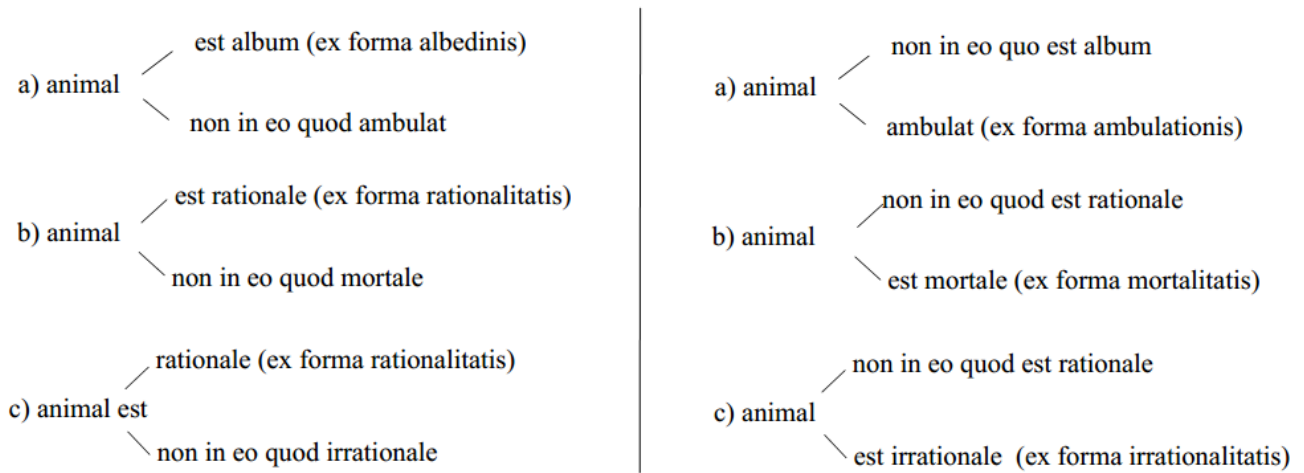 est album (ex forma albedinis)
a) animal
non in eo quod ambulat
est rationale (ex forma rationalitatis)
b) animal
non in eo quod mortale
rationale (ex forma rationalitatis)
c) animal est
non in eo quod irrationale
non in eo quo est album
a) animal
ambulat (ex forma ambulationis)
non in eo quod est rationale
b) animal
est mortale (ex forma mortalitatis)
non in eo quod est rationale
c) animal
est irrationale (ex forma irrationalitatis)